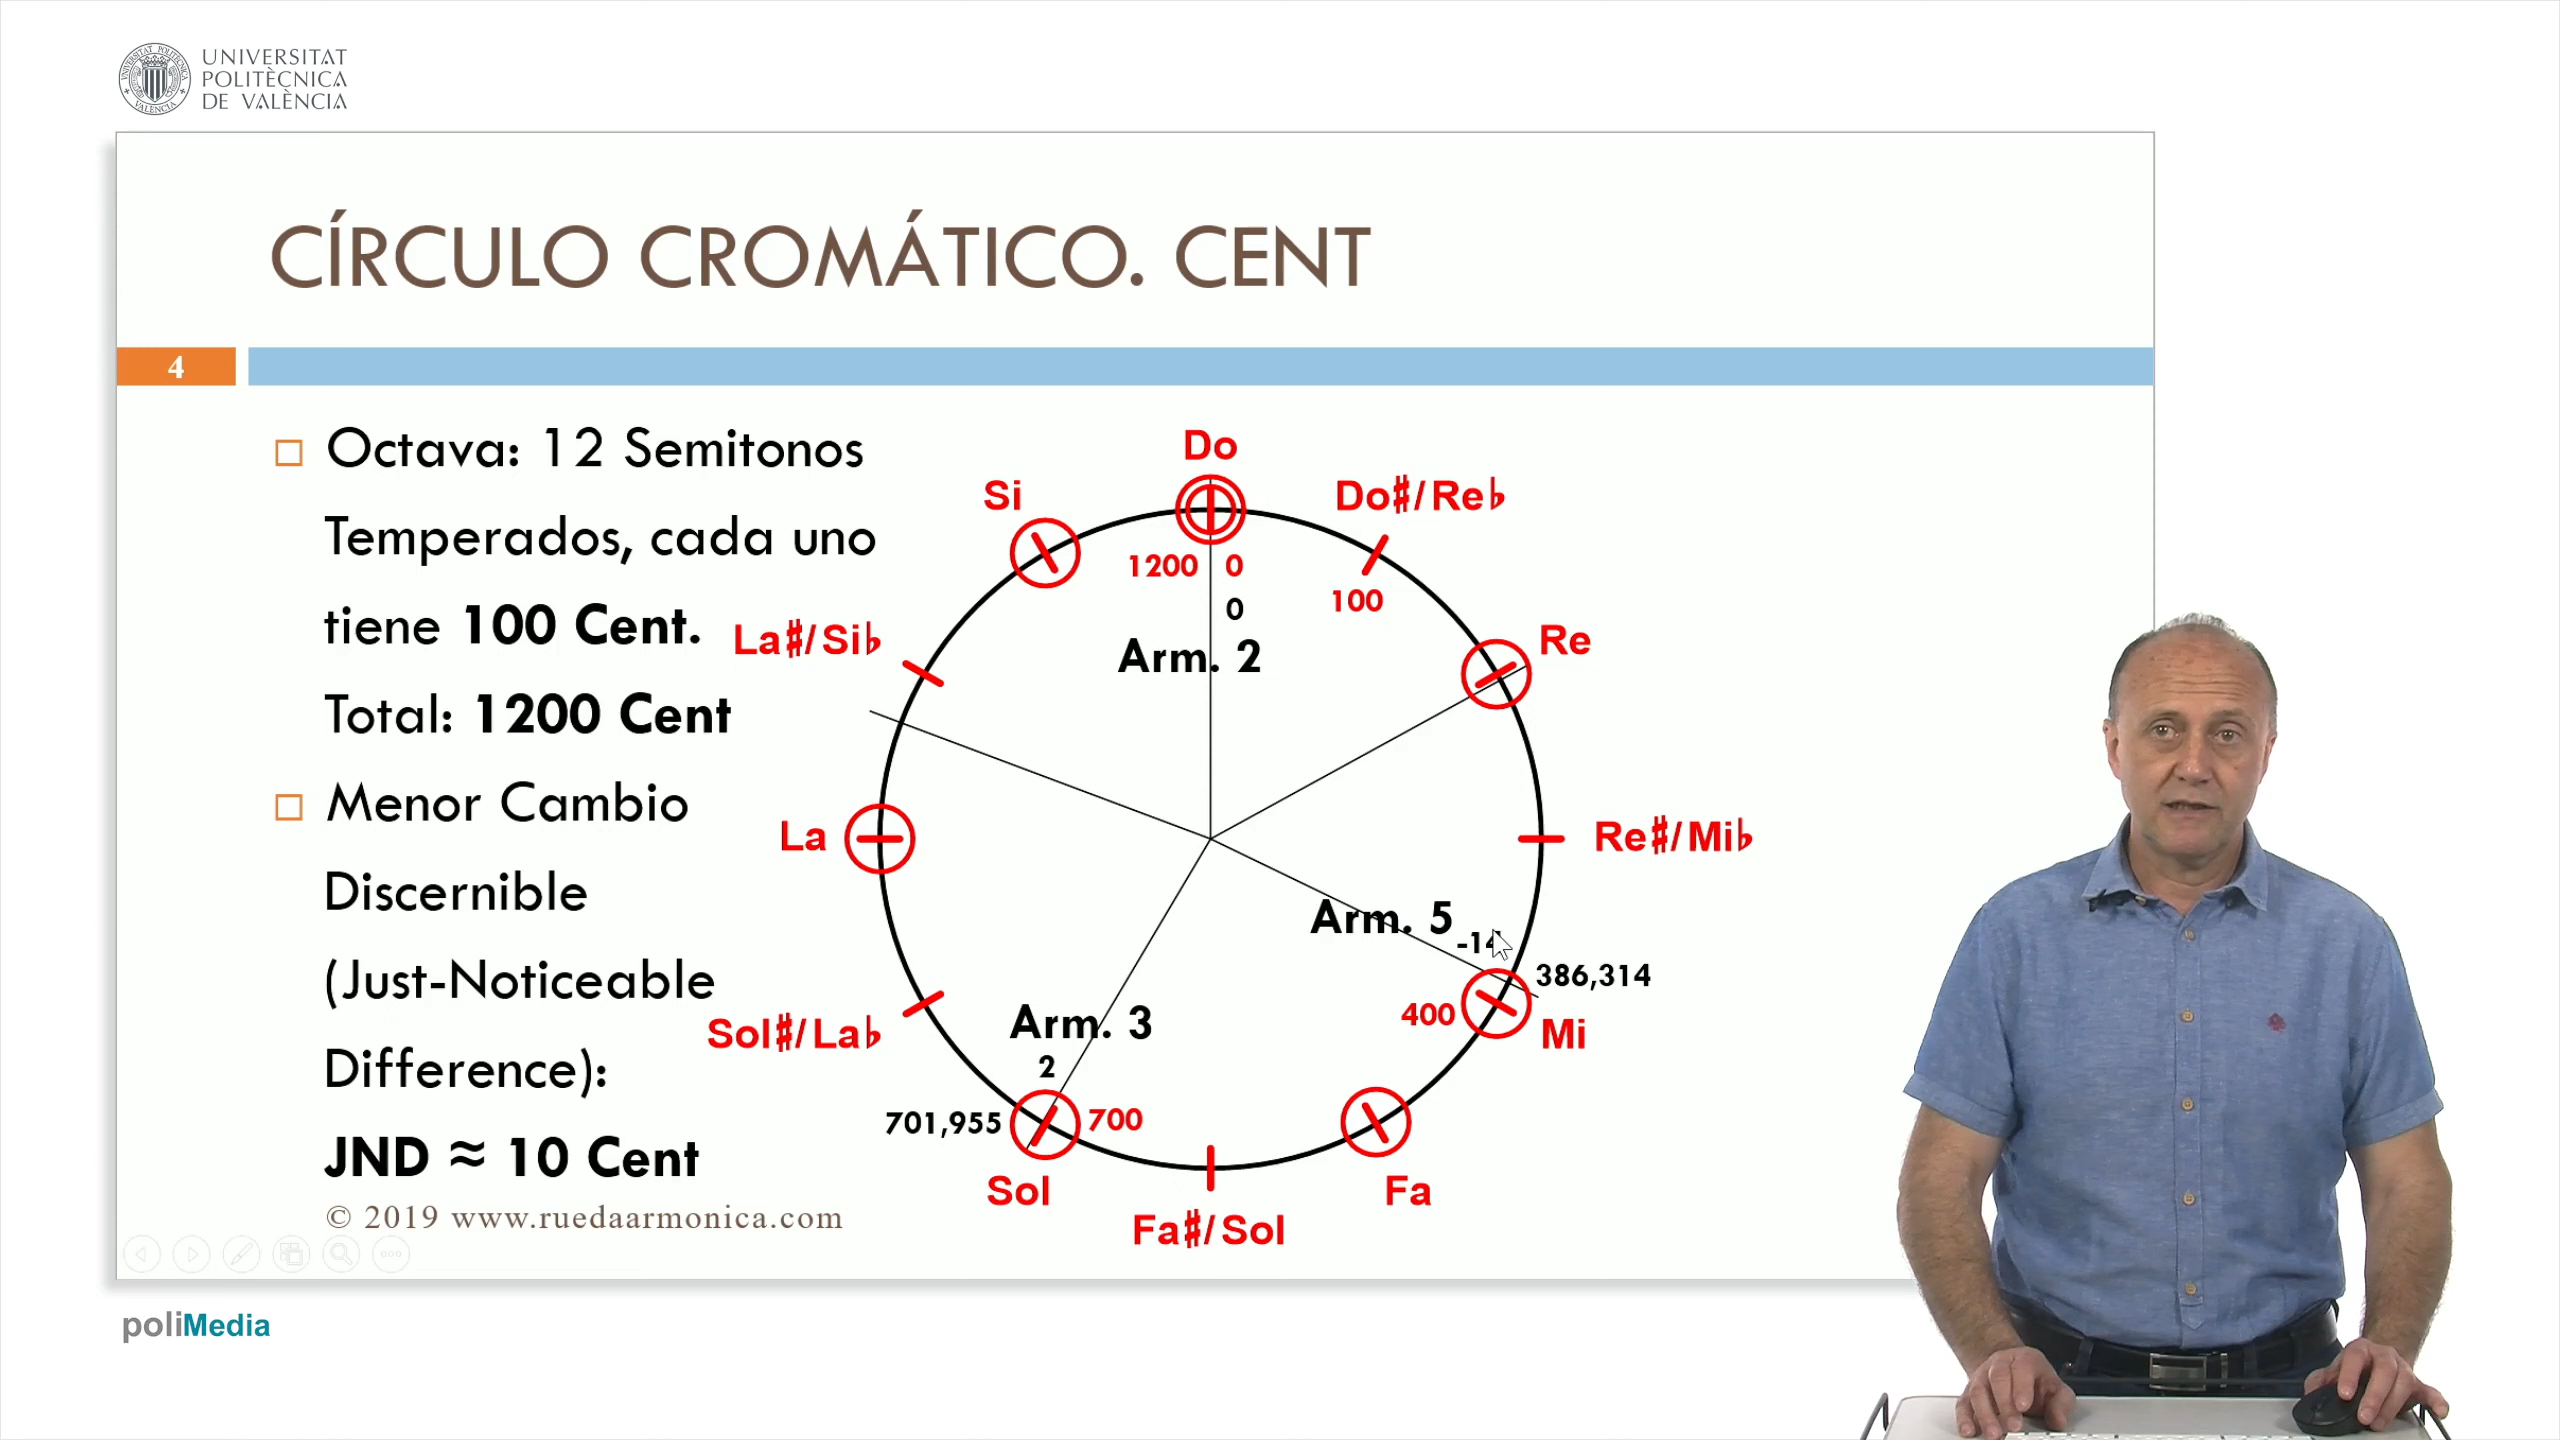 UNIVERSITAT
POLITÈCNICA
DE VALÈNCIA
CÍRCULO CROMÁTICO. CENT
4
Octava: 12 Semitonos
Temperados, cada uno
tiene 100 Cent.
Total: 1200 Cent
Menor Cambio
Discernible
(Just-Noticeable
Difference):
JND ≈ 10 Cent
© 2019 www.ruedaarmonica.com
Do
Do♯/Re♭
Re
Re♯/Mi♭
Mi
Fa
Fa♯/Sol
Sol
Sol♯/La♭
La
La♯/Si♭
Si
1200 0
0
100
Arm. 2
Arm. 5
386,314
400
Arm. 3
2
701,955
700
poliMedia